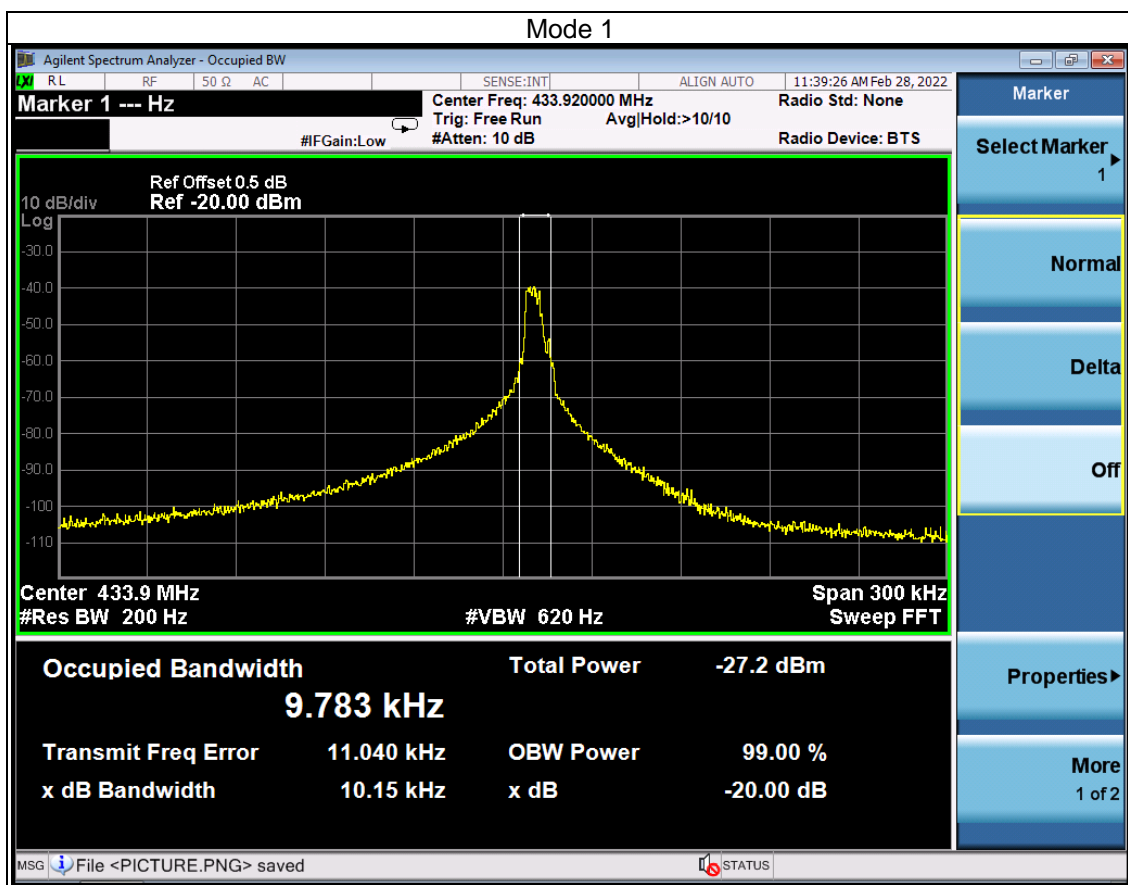 Mode 1
Agilent Spectrum Analyzer - Occupied BW
LXI RL RF 50 Ω AC SENSE:INT ALIGN AUTO 11:39:26 AM Feb 28, 2022
Marker 1 --- Hz
Center Freq: 433.920000 MHz Radio Std: None
Trig: Free Run Avg|Hold:>10/10
#IFGain:Low #Atten: 10 dB Radio Device: BTS
Ref Offset 0.5 dB
10 dB/div Ref -20.00 dBm
Log
-30.0
-40.0
-50.0
-60.0
-70.0
-80.0
-90.0
-100
-110
Center 433.9 MHz Span 300 kHz
#Res BW 200 Hz #VBW 620 Hz Sweep FFT
Occupied Bandwidth Total Power -27.2 dBm
9.783 kHz
Transmit Freq Error 11.040 kHz OBW Power 99.00 %
x dB Bandwidth 10.15 kHz x dB -20.00 dB
MSG File <PICTURE.PNG> saved STATUS
Marker
Select Marker
1
Normal
Delta
Off
Properties
More
1 of 2